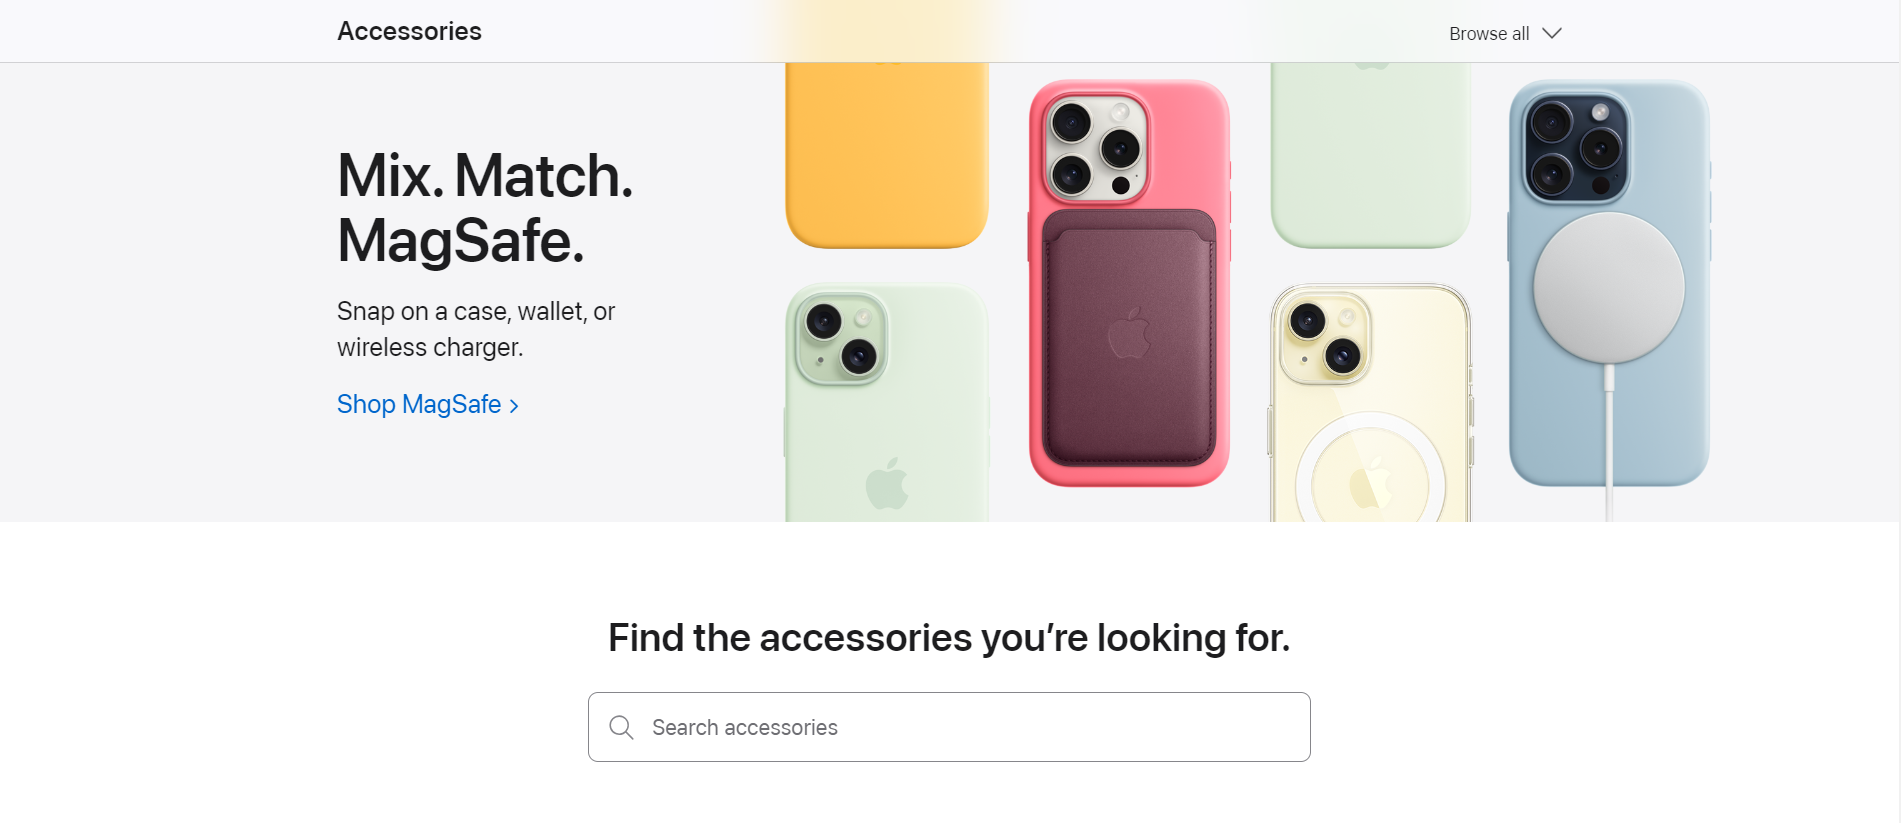 Accessories
Browse all
Mix. Match.
MagSafe.
Snap on a case, wallet, or
wireless charger.
Shop MagSafe >
Find the accessories you’re looking for.
Search accessories